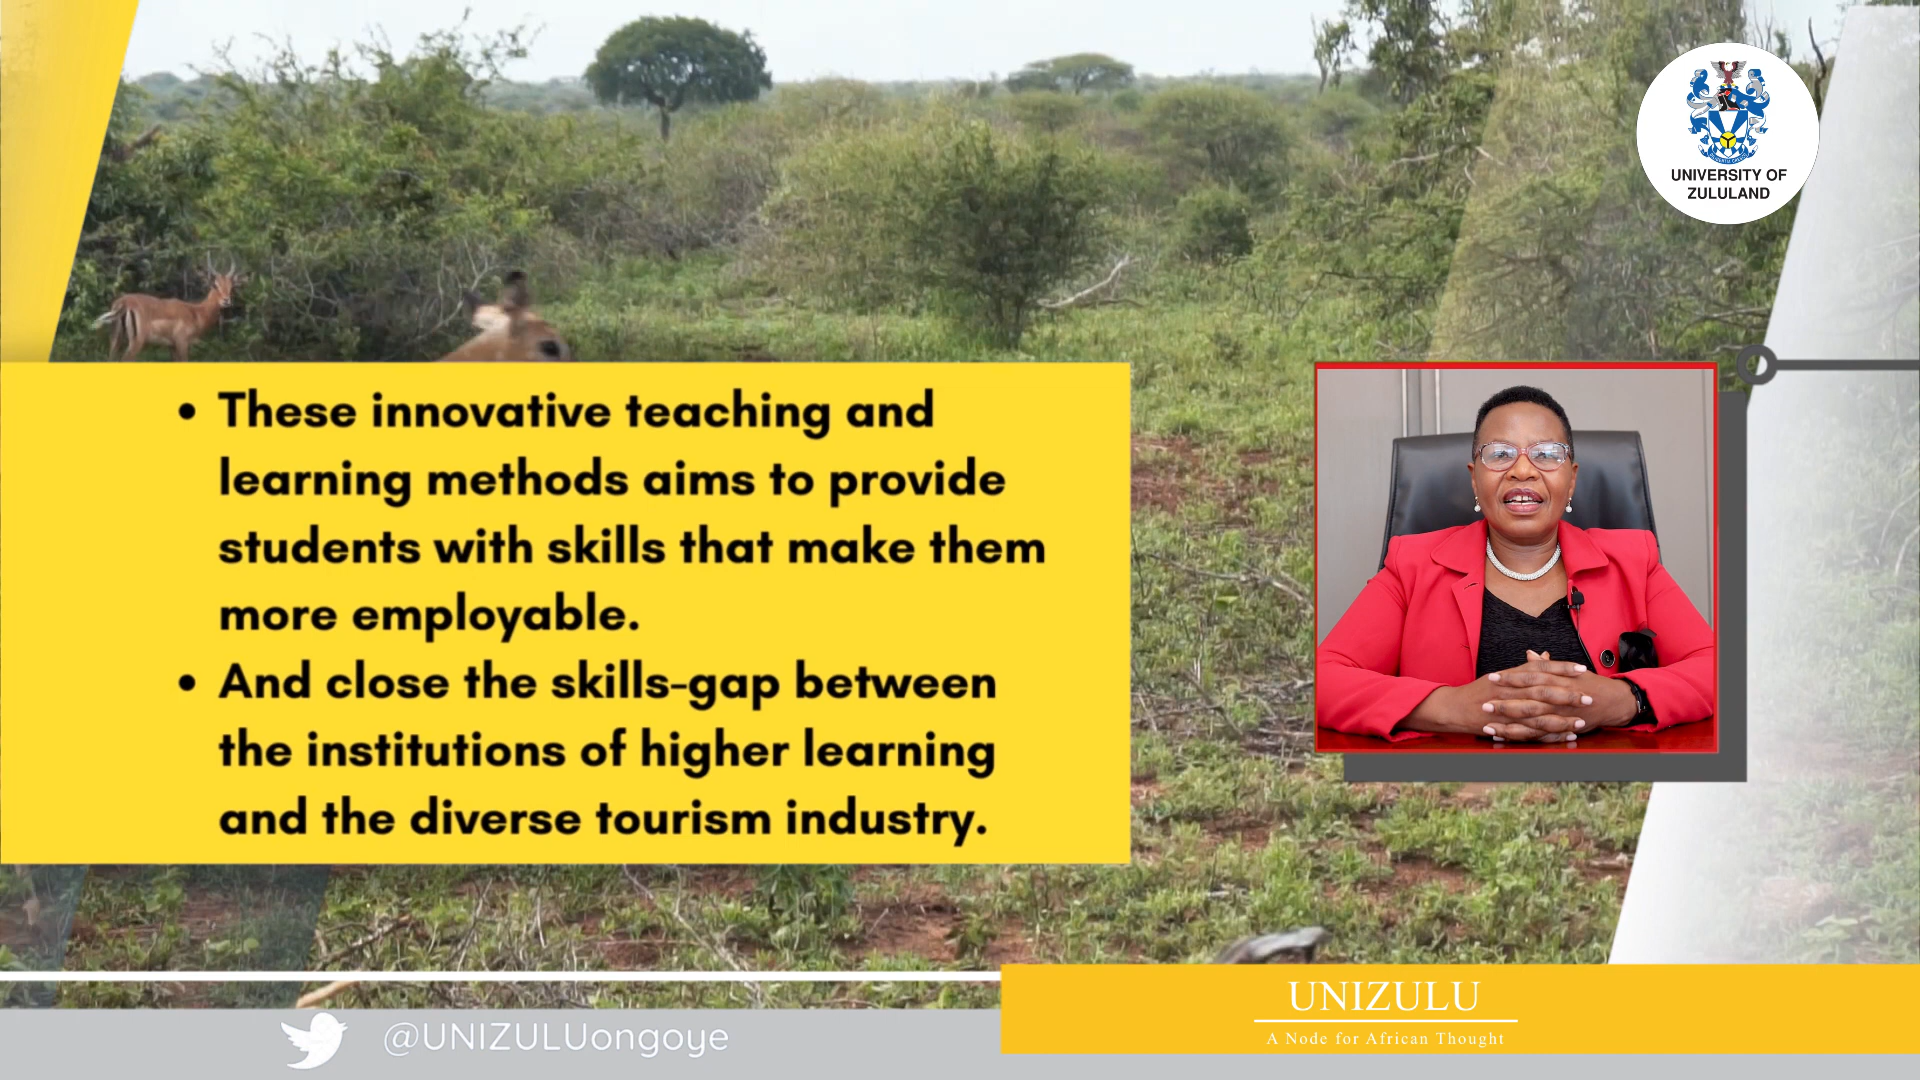 UNIVERSITY OF
ZULULAND
• These innovative teaching and
learning methods aims to provide
students with skills that make them
more employable.
• And close the skills-gap between
the institutions of higher learning
and the diverse tourism industry.
UNIZULU
A Node for African Thought
@UNIZULUongoye